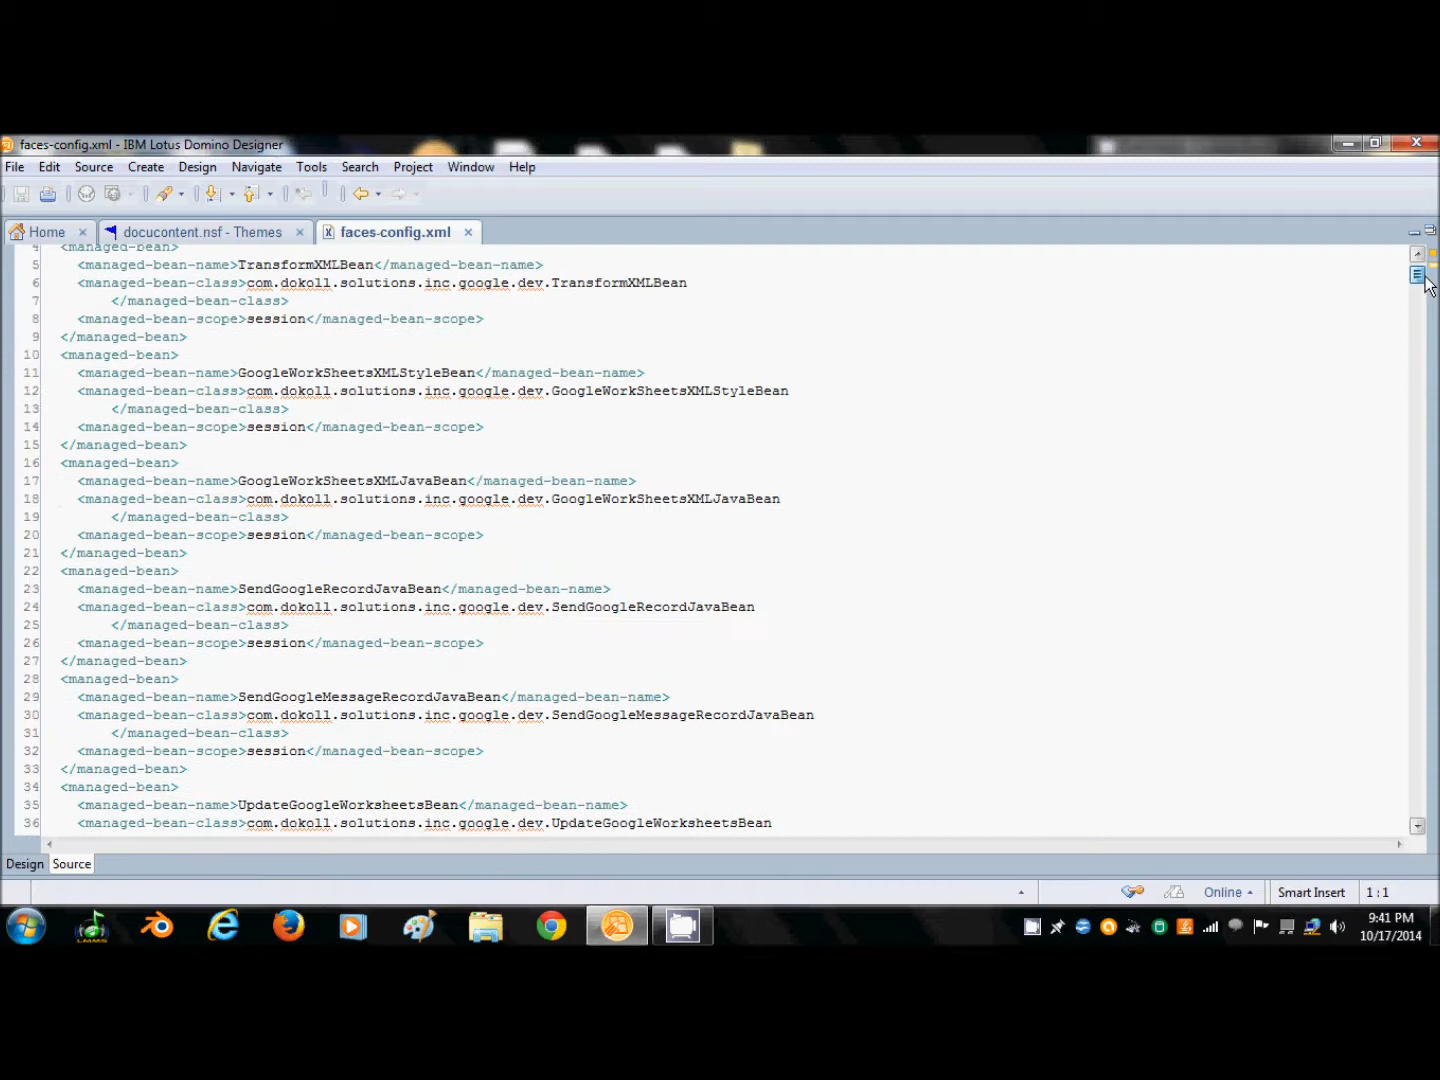 faces-config.xml - IBM Lotus Domino Designer
File Edit Source Create Design Navigate Tools Search Project Window Help
Home docucontent.nsf - Themes faces-config.xml
4 <managed-bean>
5 <managed-bean-name>TransformXMLBean</managed-bean-name>
6 <managed-bean-class>com.dokoll.solutions.inc.google.dev.TransformXMLBean
7 </managed-bean-class>
8 <managed-bean-scope>session</managed-bean-scope>
9 </managed-bean>
10 <managed-bean>
11 <managed-bean-name>GoogleWorkSheetsXMLStyleBean</managed-bean-name>
12 <managed-bean-class>com.dokoll.solutions.inc.google.dev.GoogleWorkSheetsXMLStyleBean
13 </managed-bean-class>
14 <managed-bean-scope>session</managed-bean-scope>
15 </managed-bean>
16 <managed-bean>
17 <managed-bean-name>GoogleWorkSheetsXMLJavaBean</managed-bean-name>
18 <managed-bean-class>com.dokoll.solutions.inc.google.dev.GoogleWorkSheetsXMLJavaBean
19 </managed-bean-class>
20 <managed-bean-scope>session</managed-bean-scope>
21 </managed-bean>
22 <managed-bean>
23 <managed-bean-name>SendGoogleRecordJavaBean</managed-bean-name>
24 <managed-bean-class>com.dokoll.solutions.inc.google.dev.SendGoogleRecordJavaBean
25 </managed-bean-class>
26 <managed-bean-scope>session</managed-bean-scope>
27 </managed-bean>
28 <managed-bean>
29 <managed-bean-name>SendGoogleMessageRecordJavaBean</managed-bean-name>
30 <managed-bean-class>com.dokoll.solutions.inc.google.dev.SendGoogleMessageRecordJavaBean
31 </managed-bean-class>
32 <managed-bean-scope>session</managed-bean-scope>
33 </managed-bean>
34 <managed-bean>
35 <managed-bean-name>UpdateGoogleWorksheetsBean</managed-bean-name>
36 <managed-bean-class>com.dokoll.solutions.inc.google.dev.UpdateGoogleWorksheetsBean
Design Source
Online Smart Insert 1 : 1
LMMS
9:41 PM
10/17/2014